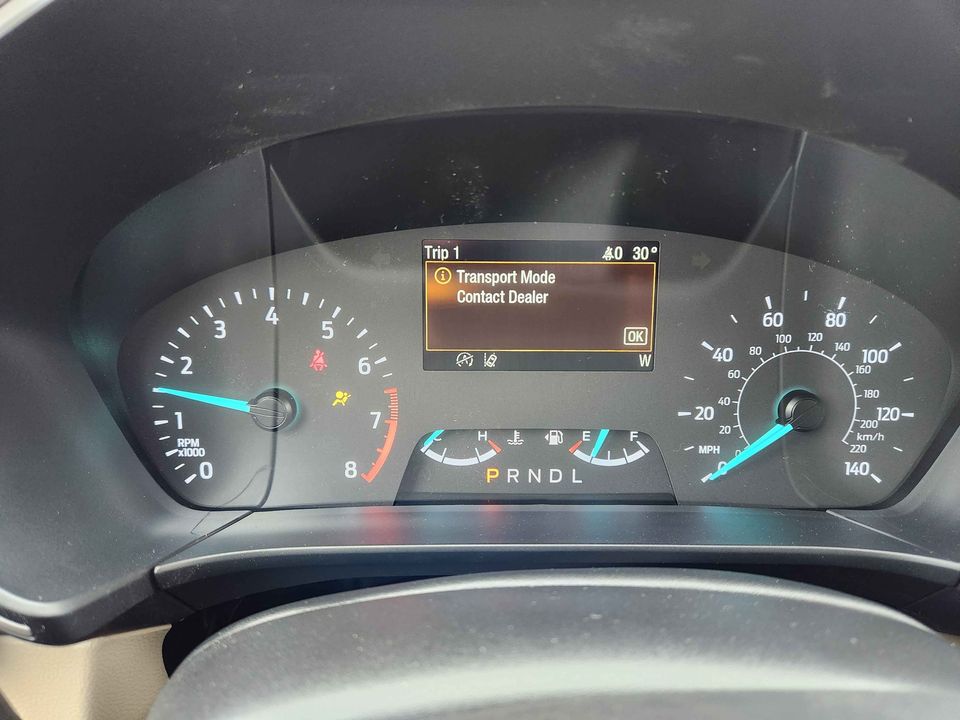 Trip 1 40 30°
Transport Mode
Contact Dealer
OK
W
0 1 2 3 4 5 6 7 8
RPM
x1000
C H E F
P R N D L
0 20 40 60 80 100 120 140
MPH
0 20 40 60 80 100 120 140 160 180 200 220
km/h